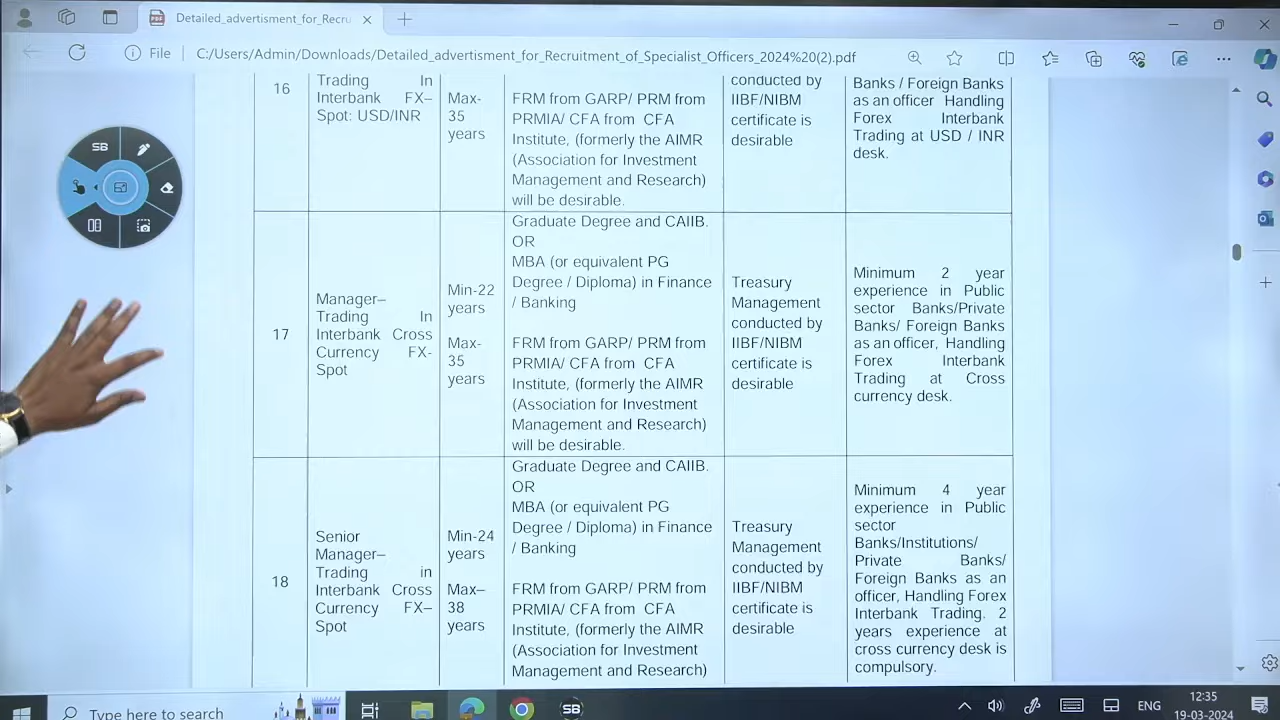 Detailed_advertisment_for_Recru
File
C:/Users/Admin/Downloads/Detailed_advertisment_for_Recruitment_of_Specialist_Officers_2024%20(2).pdf
SB
16
Trading In
Interbank FX–
Spot: USD/INR
Max-
35
years
FRM from GARP/ PRM from
PRMIA/ CFA from CFA
Institute, (formerly the AIMR
(Association for Investment
Management and Research)
will be desirable.
conducted by
IIBF/NIBM
certificate is
desirable
Banks / Foreign Banks
as an officer Handling
Forex Interbank
Trading at USD / INR
desk.
17
Manager–
Trading In
Interbank Cross
Currency FX-
Spot
Min-22
years
Max-
35
years
Graduate Degree and CAIIB.
OR
MBA (or equivalent PG
Degree / Diploma) in Finance
/ Banking
FRM from GARP/ PRM from
PRMIA/ CFA from CFA
Institute, (formerly the AIMR
(Association for Investment
Management and Research)
will be desirable.
Treasury
Management
conducted by
IIBF/NIBM
certificate is
desirable
Minimum 2 year
experience in Public
sector Banks/Private
Banks/ Foreign Banks
as an officer, Handling
Forex Interbank
Trading at Cross
currency desk.
18
Senior
Manager–
Trading in
Interbank Cross
Currency FX–
Spot
Min-24
years
Max–
38
years
Graduate Degree and CAIIB.
OR
MBA (or equivalent PG
Degree / Diploma) in Finance
/ Banking
FRM from GARP/ PRM from
PRMIA/ CFA from CFA
Institute, (formerly the AIMR
(Association for Investment
Management and Research)
Treasury
Management
conducted by
IIBF/NIBM
certificate is
desirable
Minimum 4 year
experience in Public
sector
Banks/Institutions/
Private Banks/
Foreign Banks as an
officer, Handling Forex
Interbank Trading. 2
years experience at
cross currency desk is
compulsory.
Type here to search
SB
ENG
12:35
19-03-2024